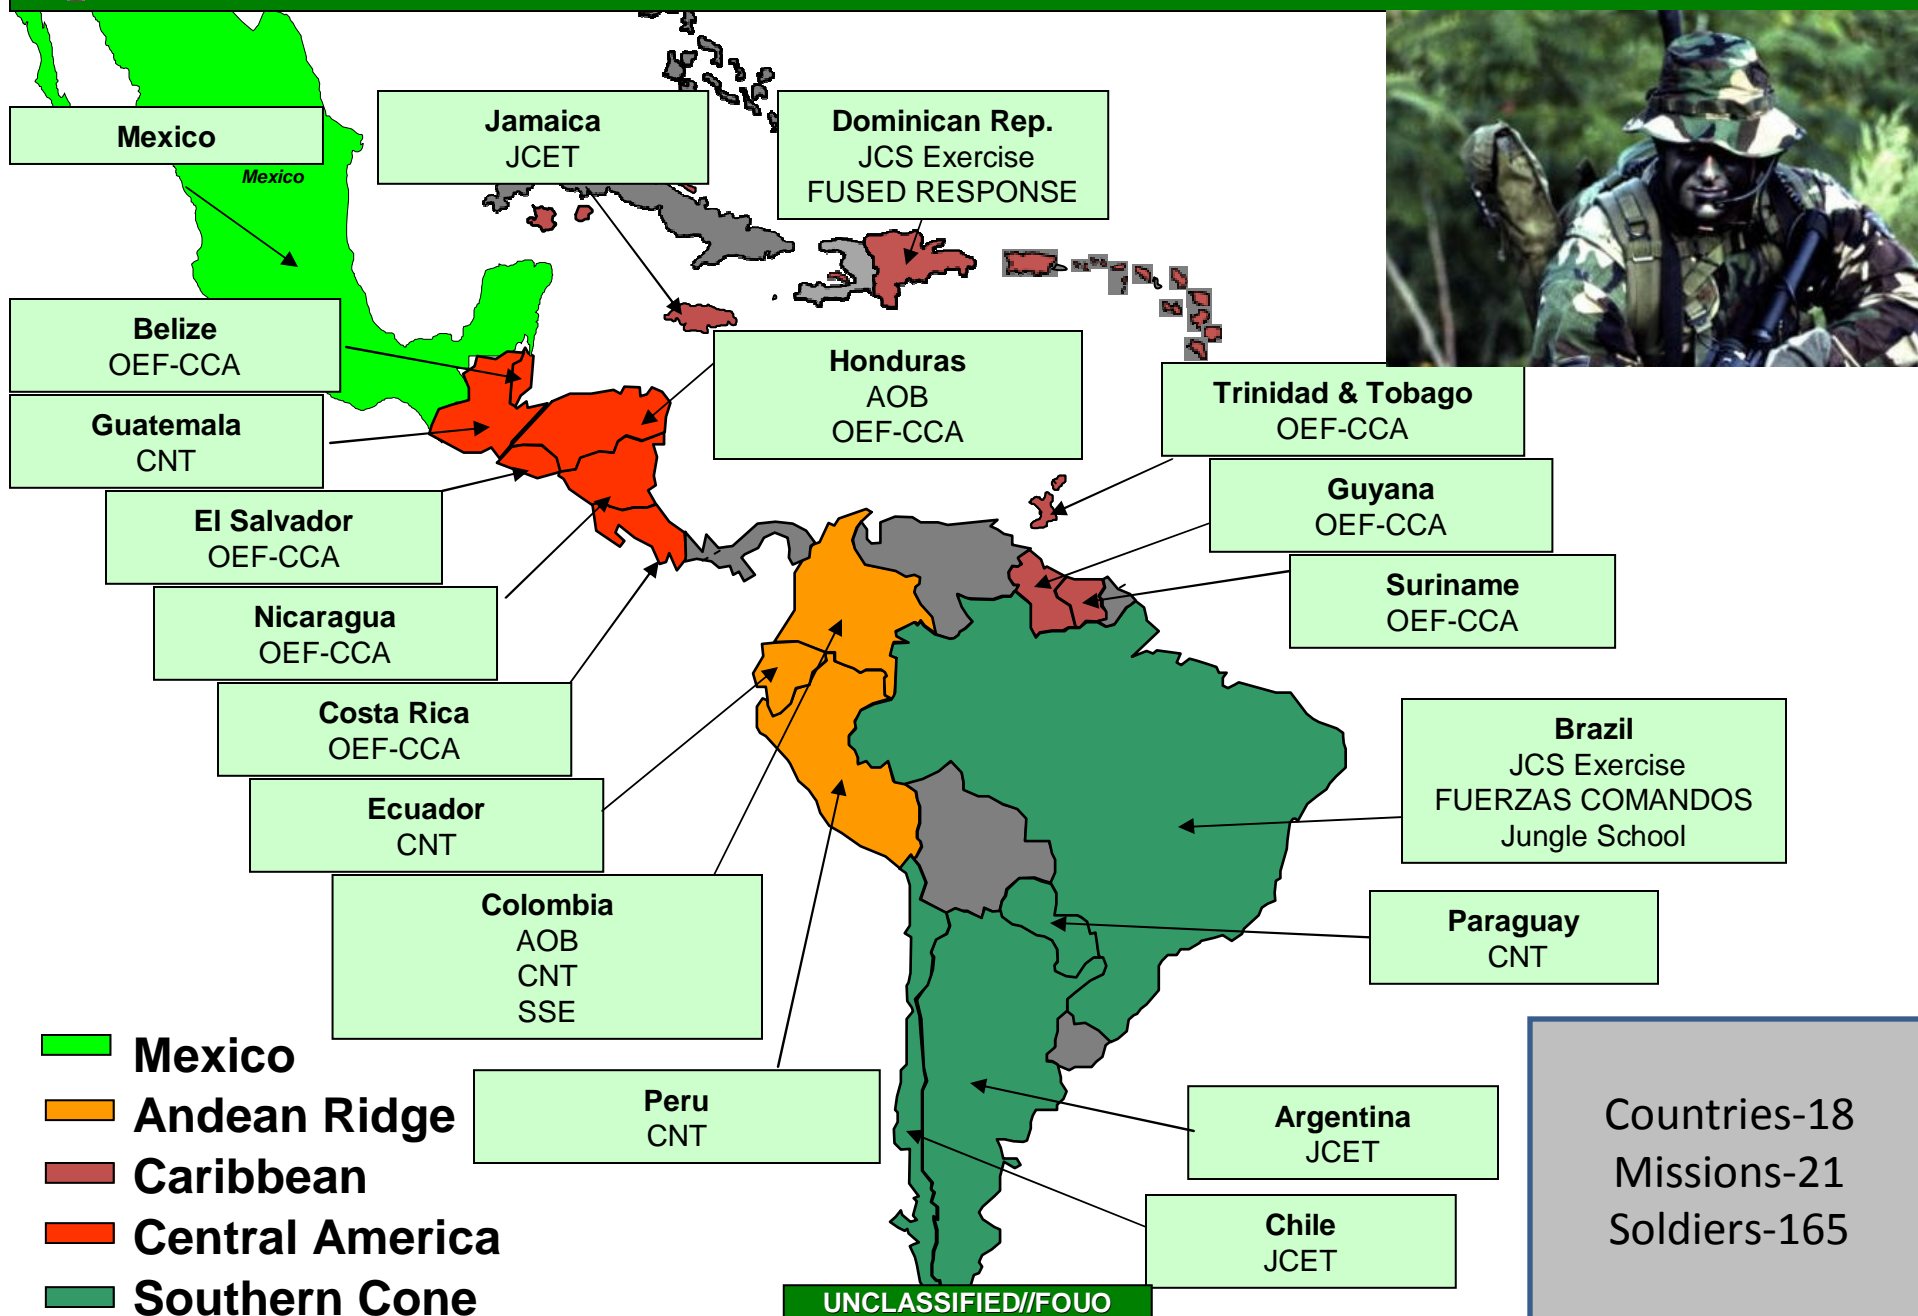 Mexico
Mexico
Jamaica
JCET
Dominican Rep.
JCS Exercise
FUSED RESPONSE
Belize
OEF-CCA
Guatemala
CNT
Honduras
AOB
OEF-CCA
Trinidad & Tobago
OEF-CCA
Guyana
OEF-CCA
Suriname
OEF-CCA
El Salvador
OEF-CCA
Nicaragua
OEF-CCA
Costa Rica
OEF-CCA
Ecuador
CNT
Colombia
AOB
CNT
SSE
Peru
CNT
Brazil
JCS Exercise
FUERZAS COMANDOS
Jungle School
Paraguay
CNT
Argentina
JCET
Chile
JCET
Mexico
Andean Ridge
Caribbean
Central America
Southern Cone
Countries-18
Missions-21
Soldiers-165
UNCLASSIFIED//FOUO